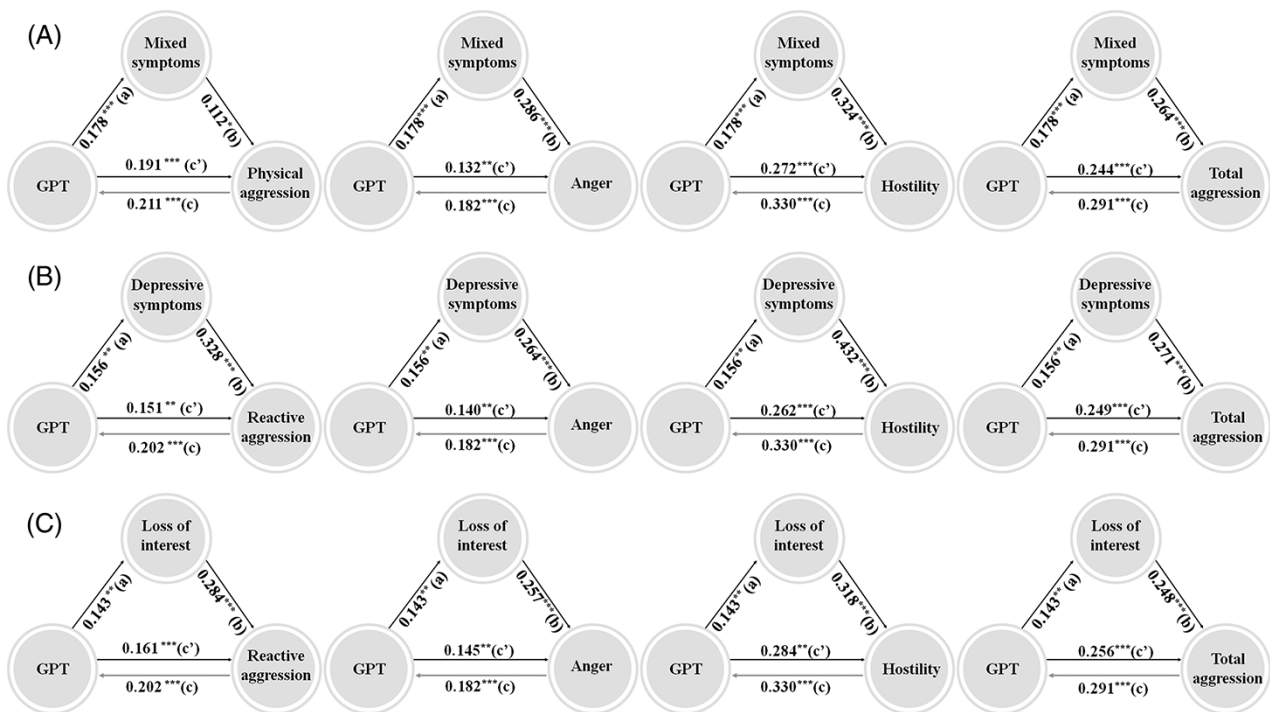 (A)
Mixed
symptoms
0.178*** (a)
0.112*(b)
GPT
0.191 *** (c’)
0.211 ***(c)
Physical
aggression
Mixed
symptoms
0.178*** (a)
0.286***(b)
GPT
0.132**(c’)
0.182***(c)
Anger
Mixed
symptoms
0.178*** (a)
0.324***(b)
GPT
0.272***(c’)
0.330***(c)
Hostility
Mixed
symptoms
0.178*** (a)
0.264***(b)
GPT
0.244***(c’)
0.291***(c)
Total
aggression
(B)
Depressive
symptoms
0.156 ** (a)
0.328 *** (b)
GPT
0.151 ** (c’)
0.202 ***(c)
Reactive
aggression
Depressive
symptoms
0.156** (a)
0.264***(b)
GPT
0.140**(c’)
0.182***(c)
Anger
Depressive
symptoms
0.156** (a)
0.432***(b)
GPT
0.262***(c’)
0.330***(c)
Hostility
Depressive
symptoms
0.156** (a)
0.271***(b)
GPT
0.249***(c’)
0.291***(c)
Total
aggression
(C)
Loss of
interest
0.143**(a)
0.284*** (b)
GPT
0.161 ***(c’)
0.202 ***(c)
Reactive
aggression
Loss of
interest
0.143** (a)
0.257***(b)
GPT
0.145**(c’)
0.182***(c)
Anger
Loss of
interest
0.143** (a)
0.318***(b)
GPT
0.284**(c’)
0.330***(c)
Hostility
Loss of
interest
0.143** (a)
0.248***(b)
GPT
0.256***(c’)
0.291***(c)
Total
aggression